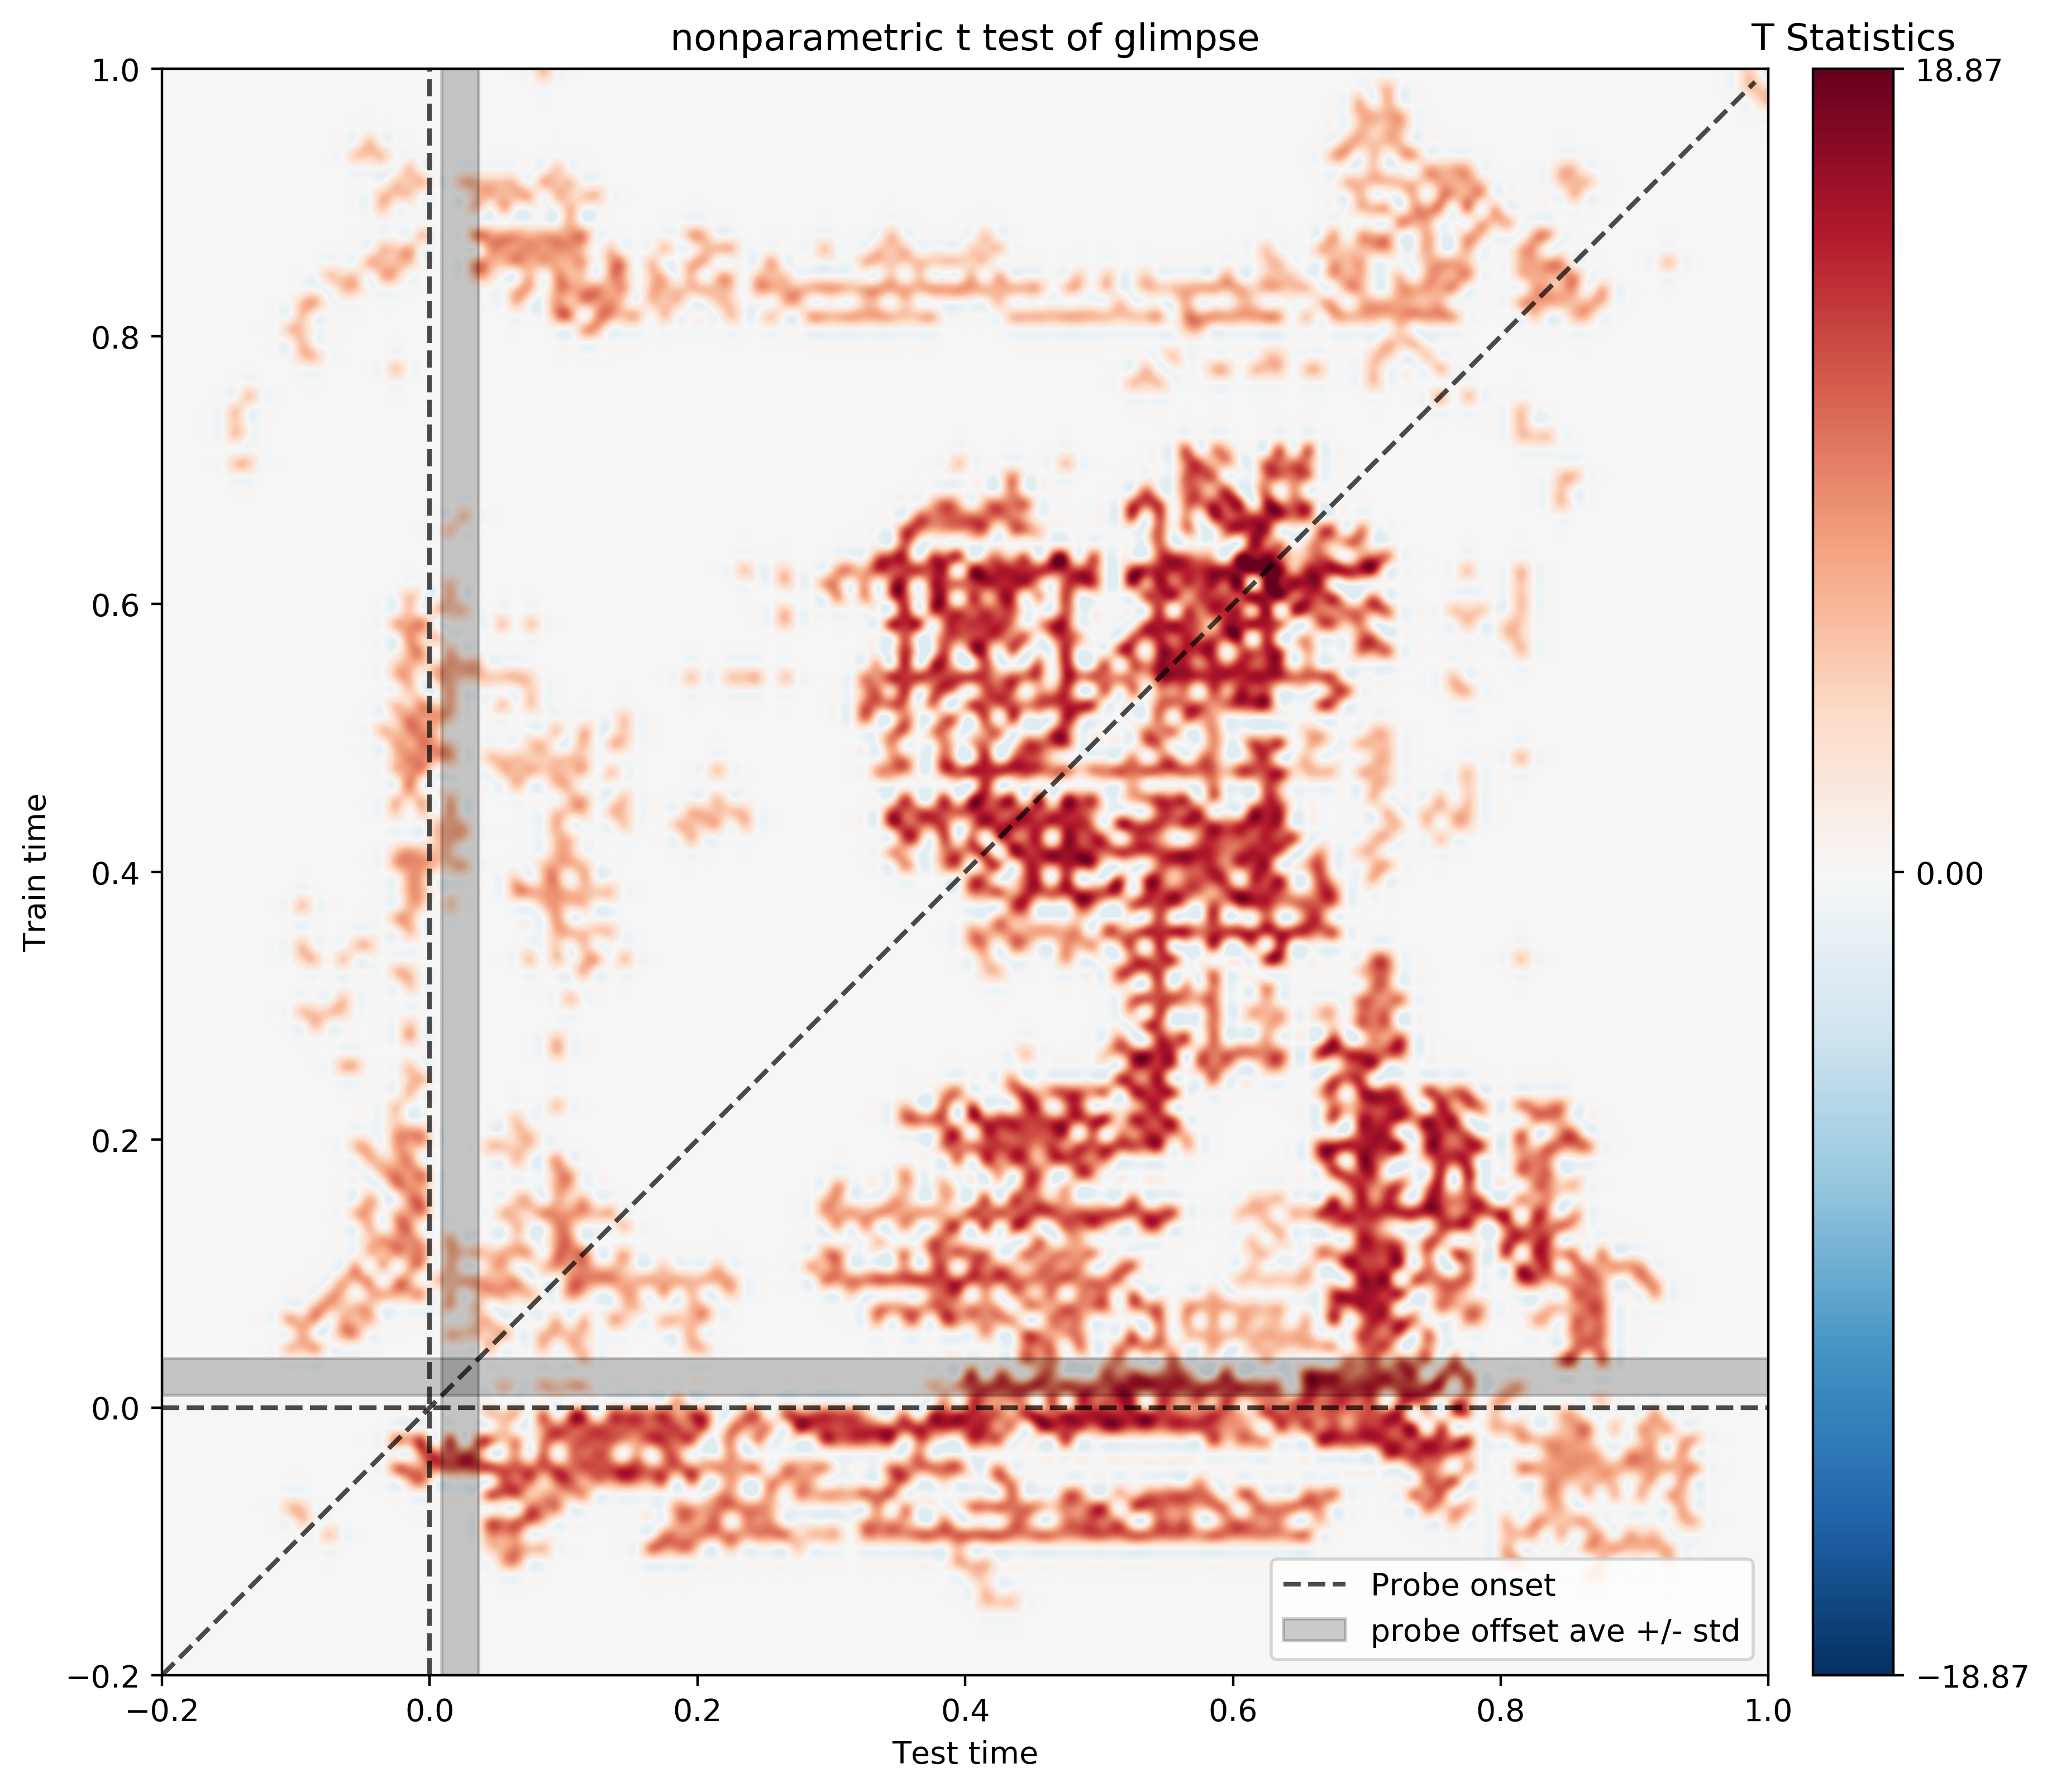 nonparametric t test of glimpse
T Statistics
18.87
0.00
−18.87
1.0
0.8
0.6
0.4
0.2
0.0
−0.2
Train time
Probe onset
probe offset ave +/- std
−0.2
0.0
0.2
0.4
0.6
0.8
1.0
Test time